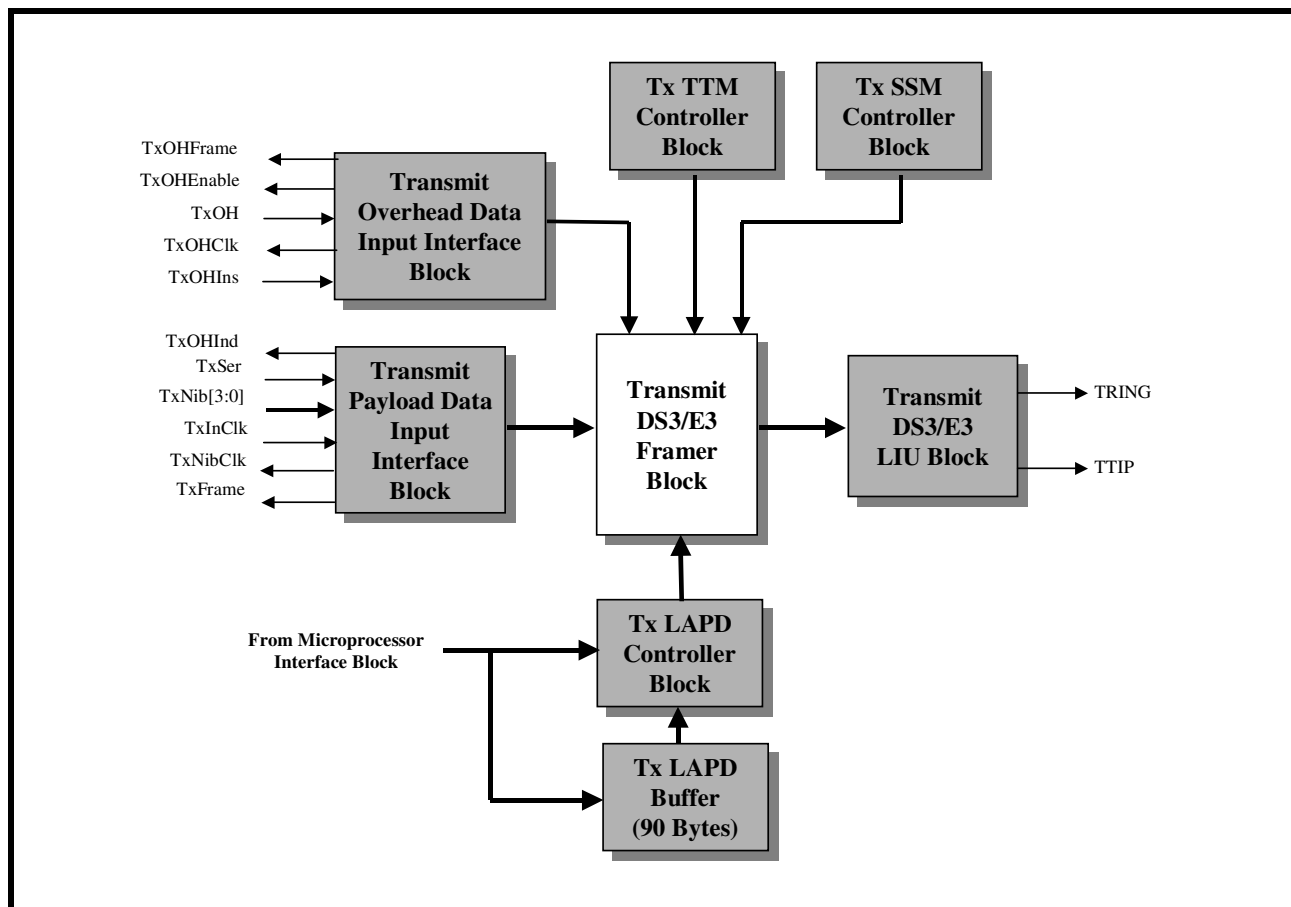 Tx TTM
Controller
Block
Tx SSM
Controller
Block
TxOHFrame
TxOHEnable
TxOH
TxOHClk
TxOHIns
Transmit
Overhead Data
Input Interface
Block
TxOHInd
TxSer
TxNib[3:0]
TxInClk
TxNibClk
TxFrame
Transmit
Payload Data
Input
Interface
Block
Transmit
DS3/E3
Framer
Block
Transmit
DS3/E3
LIU Block
TRING
TTIP
From Microprocessor
Interface Block
Tx LAPD
Controller
Block
Tx LAPD
Buffer
(90 Bytes)